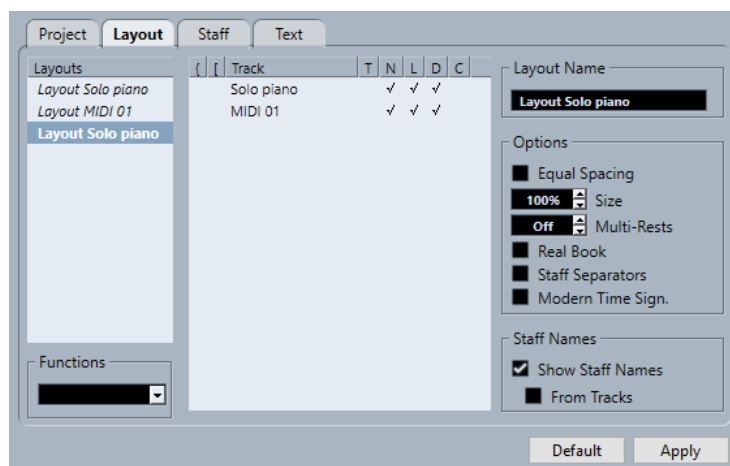 Project Layout Staff Text
Layouts
Layout Solo piano
Layout MIDI 01
Layout Solo piano
Functions
{ [ Track T N L D C
Solo piano √ √ √
MIDI 01 √ √ √
Layout Name
Layout Solo piano
Options
Equal Spacing
100% Size
Off Multi-Rests
Real Book
Staff Separators
Modern Time Sign.
Staff Names
Show Staff Names
From Tracks
Default Apply